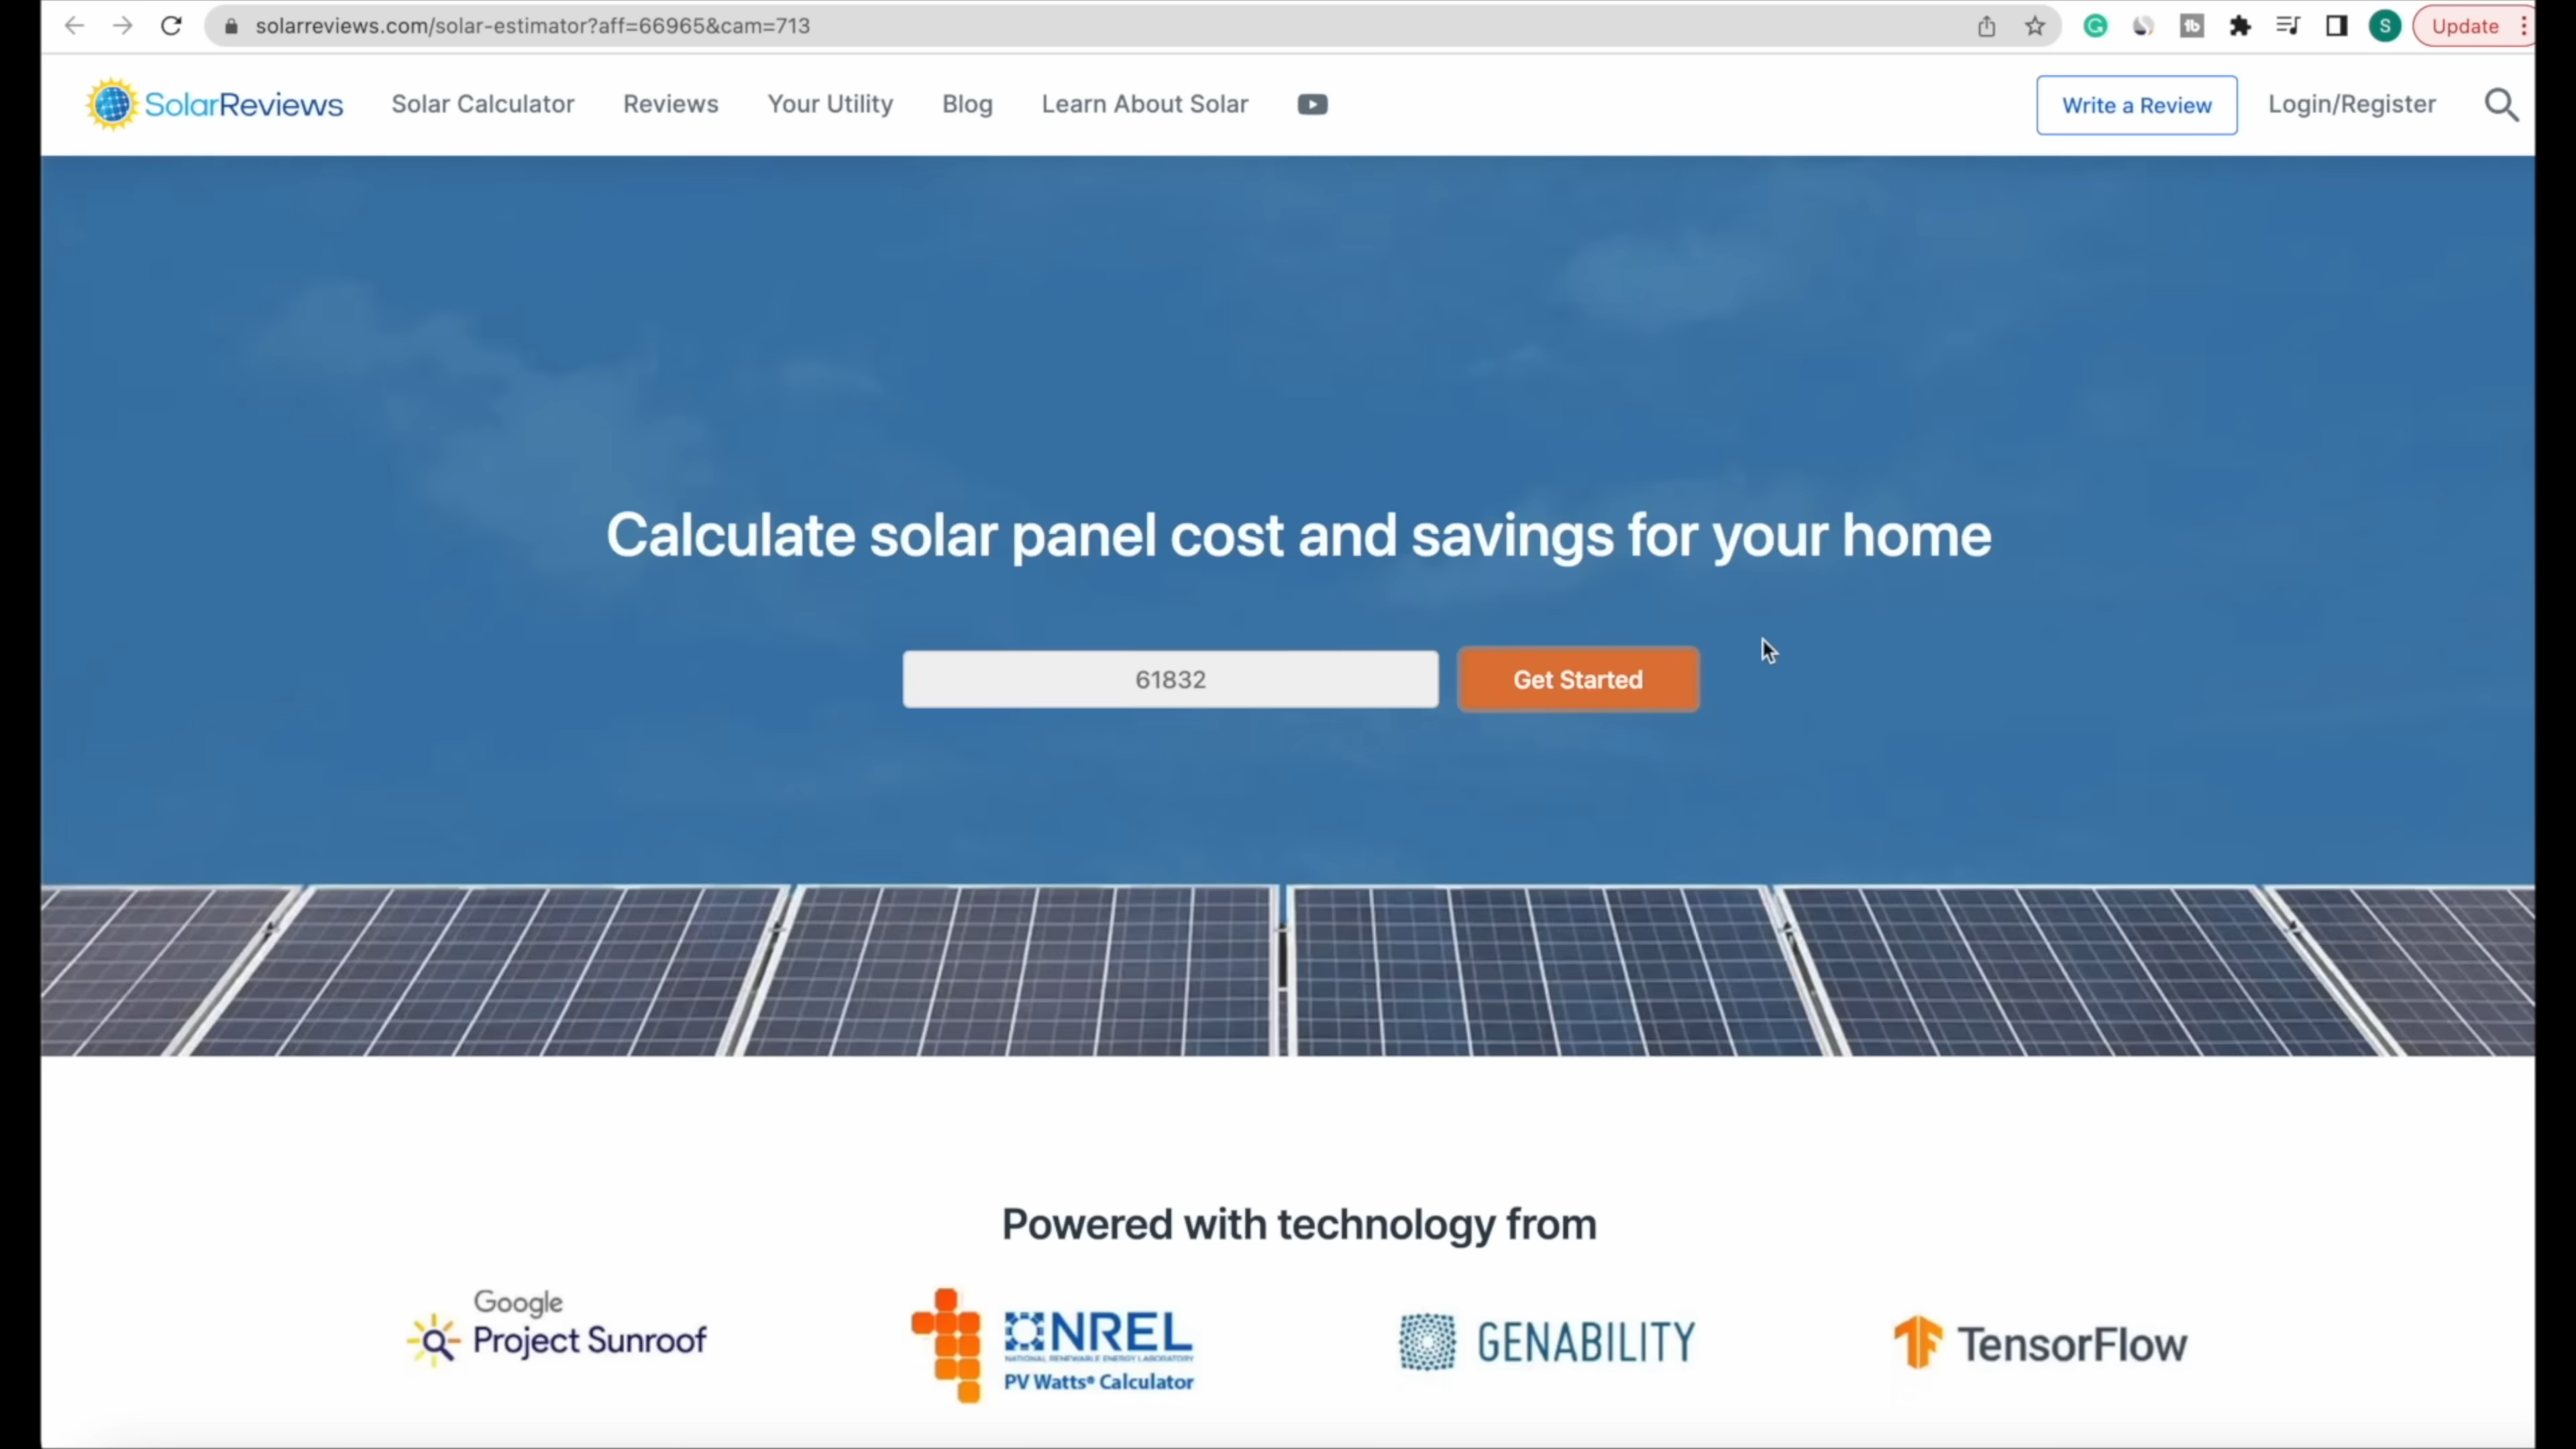 solarreviews.com/solar-estimator?aff=66965&cam=713
S
Update
SolarReviews
Solar Calculator
Reviews
Your Utility
Blog
Learn About Solar
Write a Review
Login/Register
Calculate solar panel cost and savings for your home
61832
Get Started
Powered with technology from
Google
Project Sunroof
NREL
NATIONAL RENEWABLE ENERGY LABORATORY
PV Watts® Calculator
GENABILITY
TensorFlow